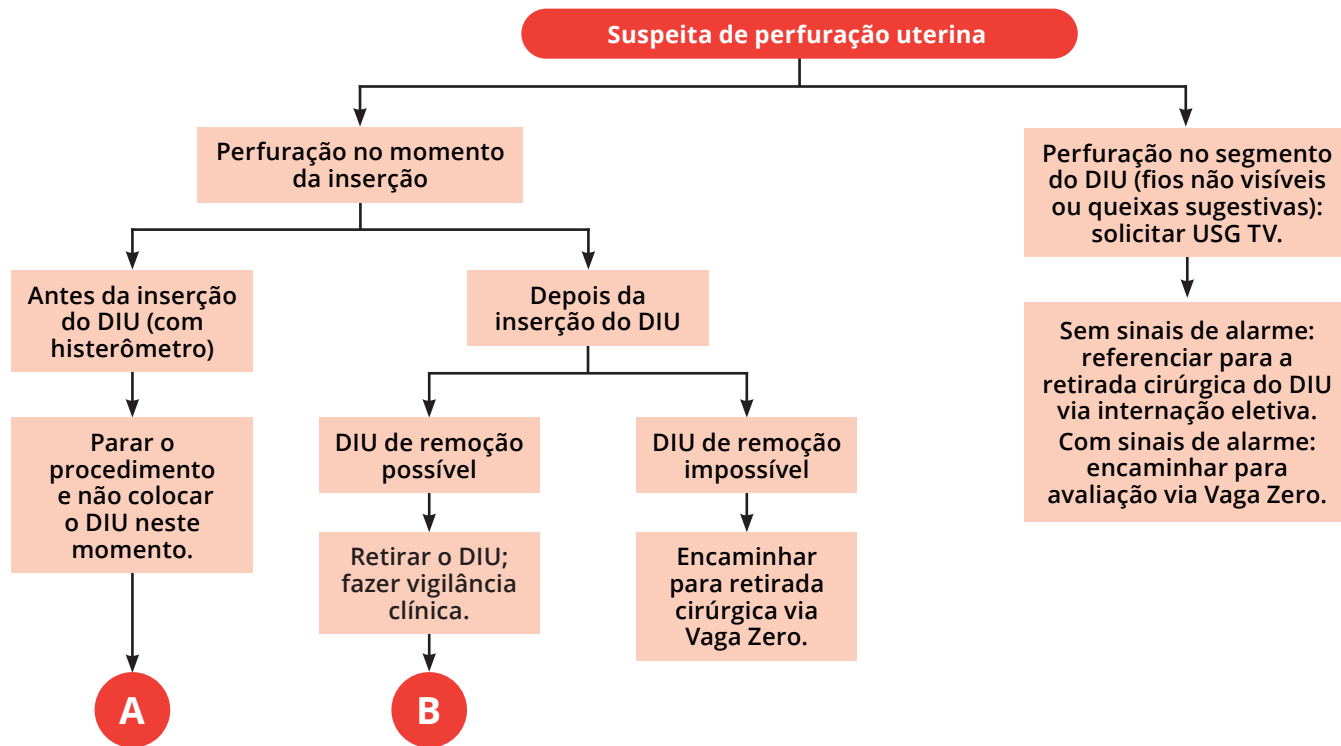 Suspeita de perfuração uterina
Perfuração no momento
da inserção
Antes da inserção
do DIU (com
histerômetro)
Parar o
procedimento
e não colocar
o DIU neste
momento.
A
Depois da
inserção do DIU
DIU de remoção
possível
Retirar o DIU;
fazer vigilância
clínica.
B
DIU de remoção
impossível
Encaminhar
para retirada
cirúrgica via
Vaga Zero.
Perfuração no segmento
do DIU (fios não visíveis
ou queixas sugestivas):
solicitar USG TV.
Sem sinais de alarme:
referenciar para a
retirada cirúrgica do DIU
via internação eletiva.
Com sinais de alarme:
encaminhar para
avaliação via Vaga Zero.